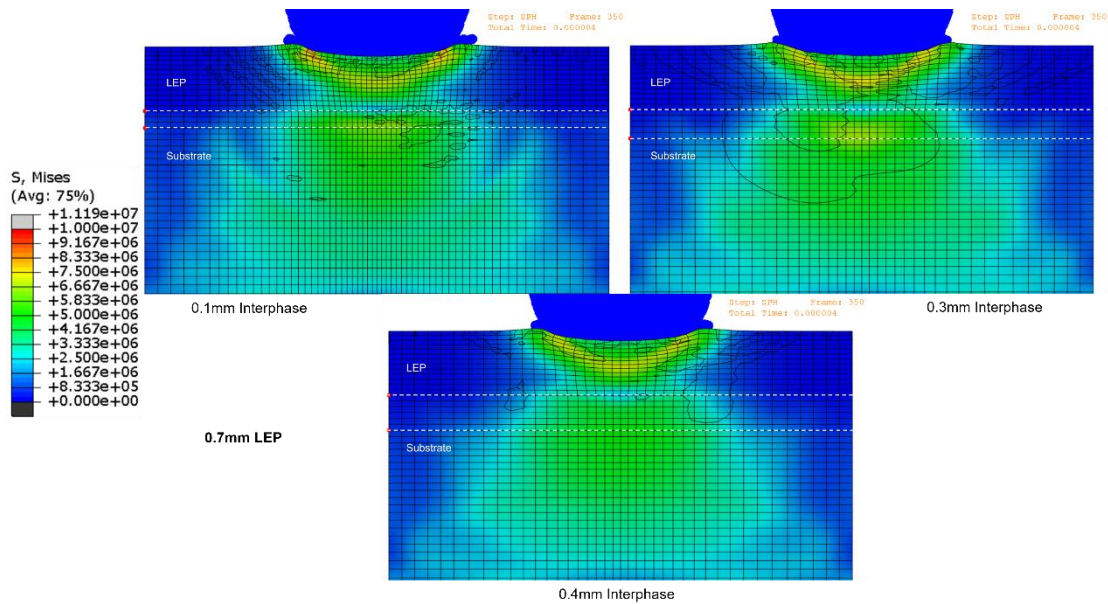 Step: SPH Frame: 350
Total Time: 0.000004
LEP
Substrate
0.1mm Interphase
Step: SPH Frame: 350
Total Time: 0.000004
LEP
Substrate
0.3mm Interphase
S, Mises
(Avg: 75%)
+1.119e+07
+1.000e+07
+9.167e+06
+8.333e+06
+7.500e+06
+6.667e+06
+5.833e+06
+5.000e+06
+4.167e+06
+3.333e+06
+2.500e+06
+1.667e+06
+8.333e+05
+0.000e+00
Step: SPH Frame: 350
Total Time: 0.000004
LEP
Substrate
0.7mm LEP
0.4mm Interphase